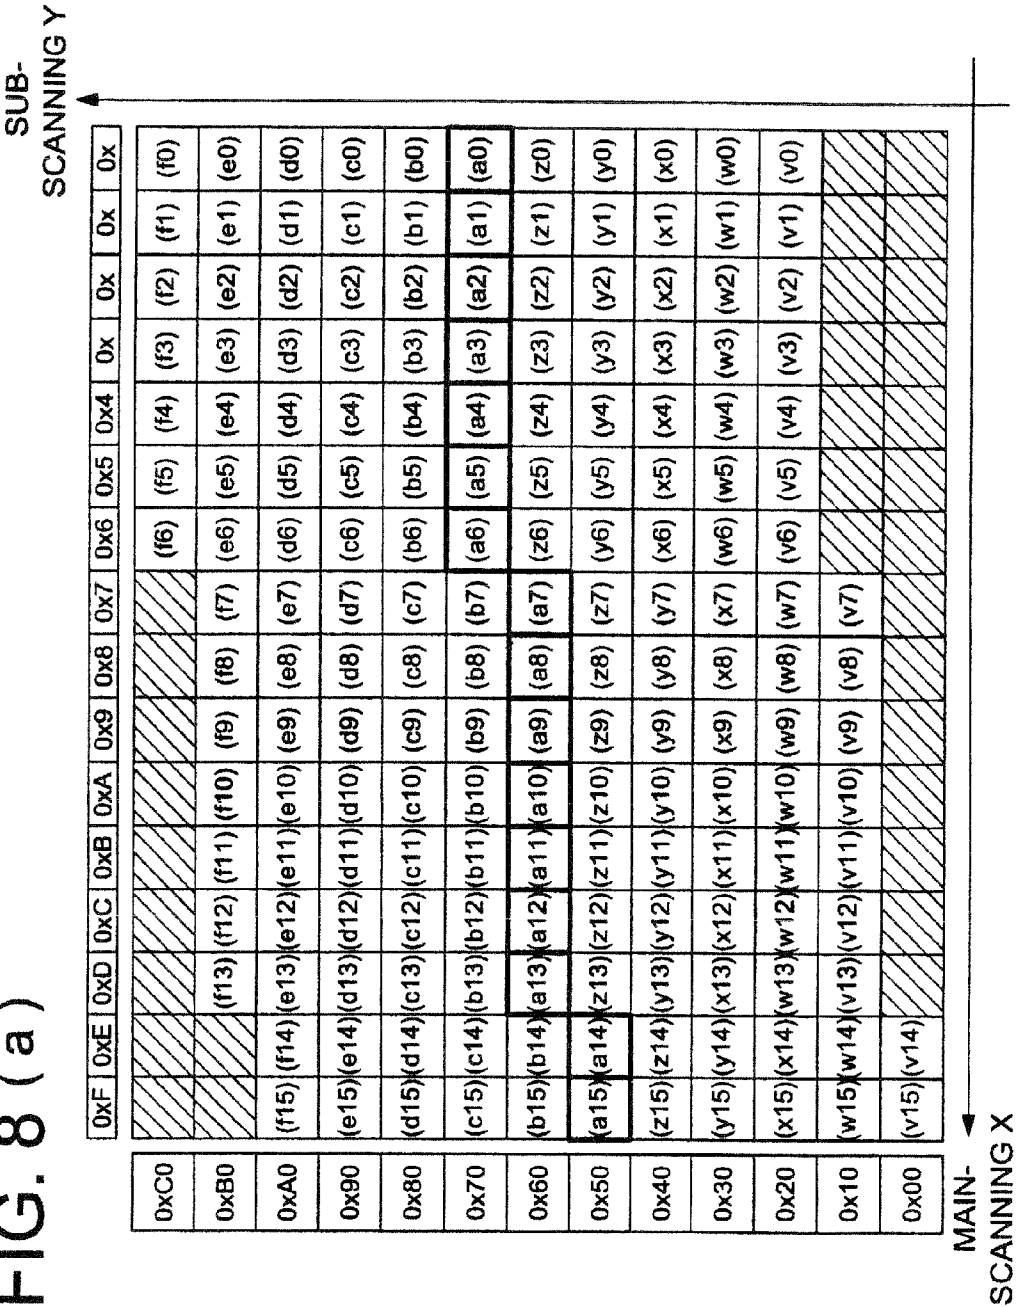 FIG. 8 ( a )
SUB-
SCANNING Y
0xF 0xE 0xD 0xC 0xB 0xA 0x9 0x8 0x7 0x6 0x5 0x4 0x 0x 0x 0x
0xC0 (f6) (f5) (f4) (f3) (f2) (f1) (f0)
0xB0 (f13) (f12) (f11) (f10) (f9) (f8) (f7) (e6) (e5) (e4) (e3) (e2) (e1) (e0)
0xA0 (f15) (f14) (e13) (e12) (e11) (e10) (e9) (e8) (e7) (d6) (d5) (d4) (d3) (d2) (d1) (d0)
0x90 (e15) (e14) (d13) (d12) (d11) (d10) (d9) (d8) (d7) (c6) (c5) (c4) (c3) (c2) (c1) (c0)
0x80 (d15) (d14) (c13) (c12) (c11) (c10) (c9) (c8) (c7) (b6) (b5) (b4) (b3) (b2) (b1) (b0)
0x70 (c15) (c14) (b13) (b12) (b11) (b10) (b9) (b8) (b7) (a6) (a5) (a4) (a3) (a2) (a1) (a0)
0x60 (b15) (b14) (a13) (a12) (a11) (a10) (a9) (a8) (a7) (z6) (z5) (z4) (z3) (z2) (z1) (z0)
0x50 (a15) (a14) (z13) (z12) (z11) (z10) (z9) (z8) (z7) (y6) (y5) (y4) (y3) (y2) (y1) (y0)
0x40 (z15) (z14) (y13) (y12) (y11) (y10) (y9) (y8) (y7) (x6) (x5) (x4) (x3) (x2) (x1) (x0)
0x30 (y15) (y14) (x13) (x12) (x11) (x10) (x9) (x8) (x7) (w6) (w5) (w4) (w3) (w2) (w1) (w0)
0x20 (x15) (x14) (w13) (w12) (w11) (w10) (w9) (w8) (w7) (v6) (v5) (v4) (v3) (v2) (v1) (v0)
0x10 (w15) (w14) (v13) (v12) (v11) (v10) (v9) (v8) (v7)
0x00 (v15) (v14)
MAIN-
SCANNING X